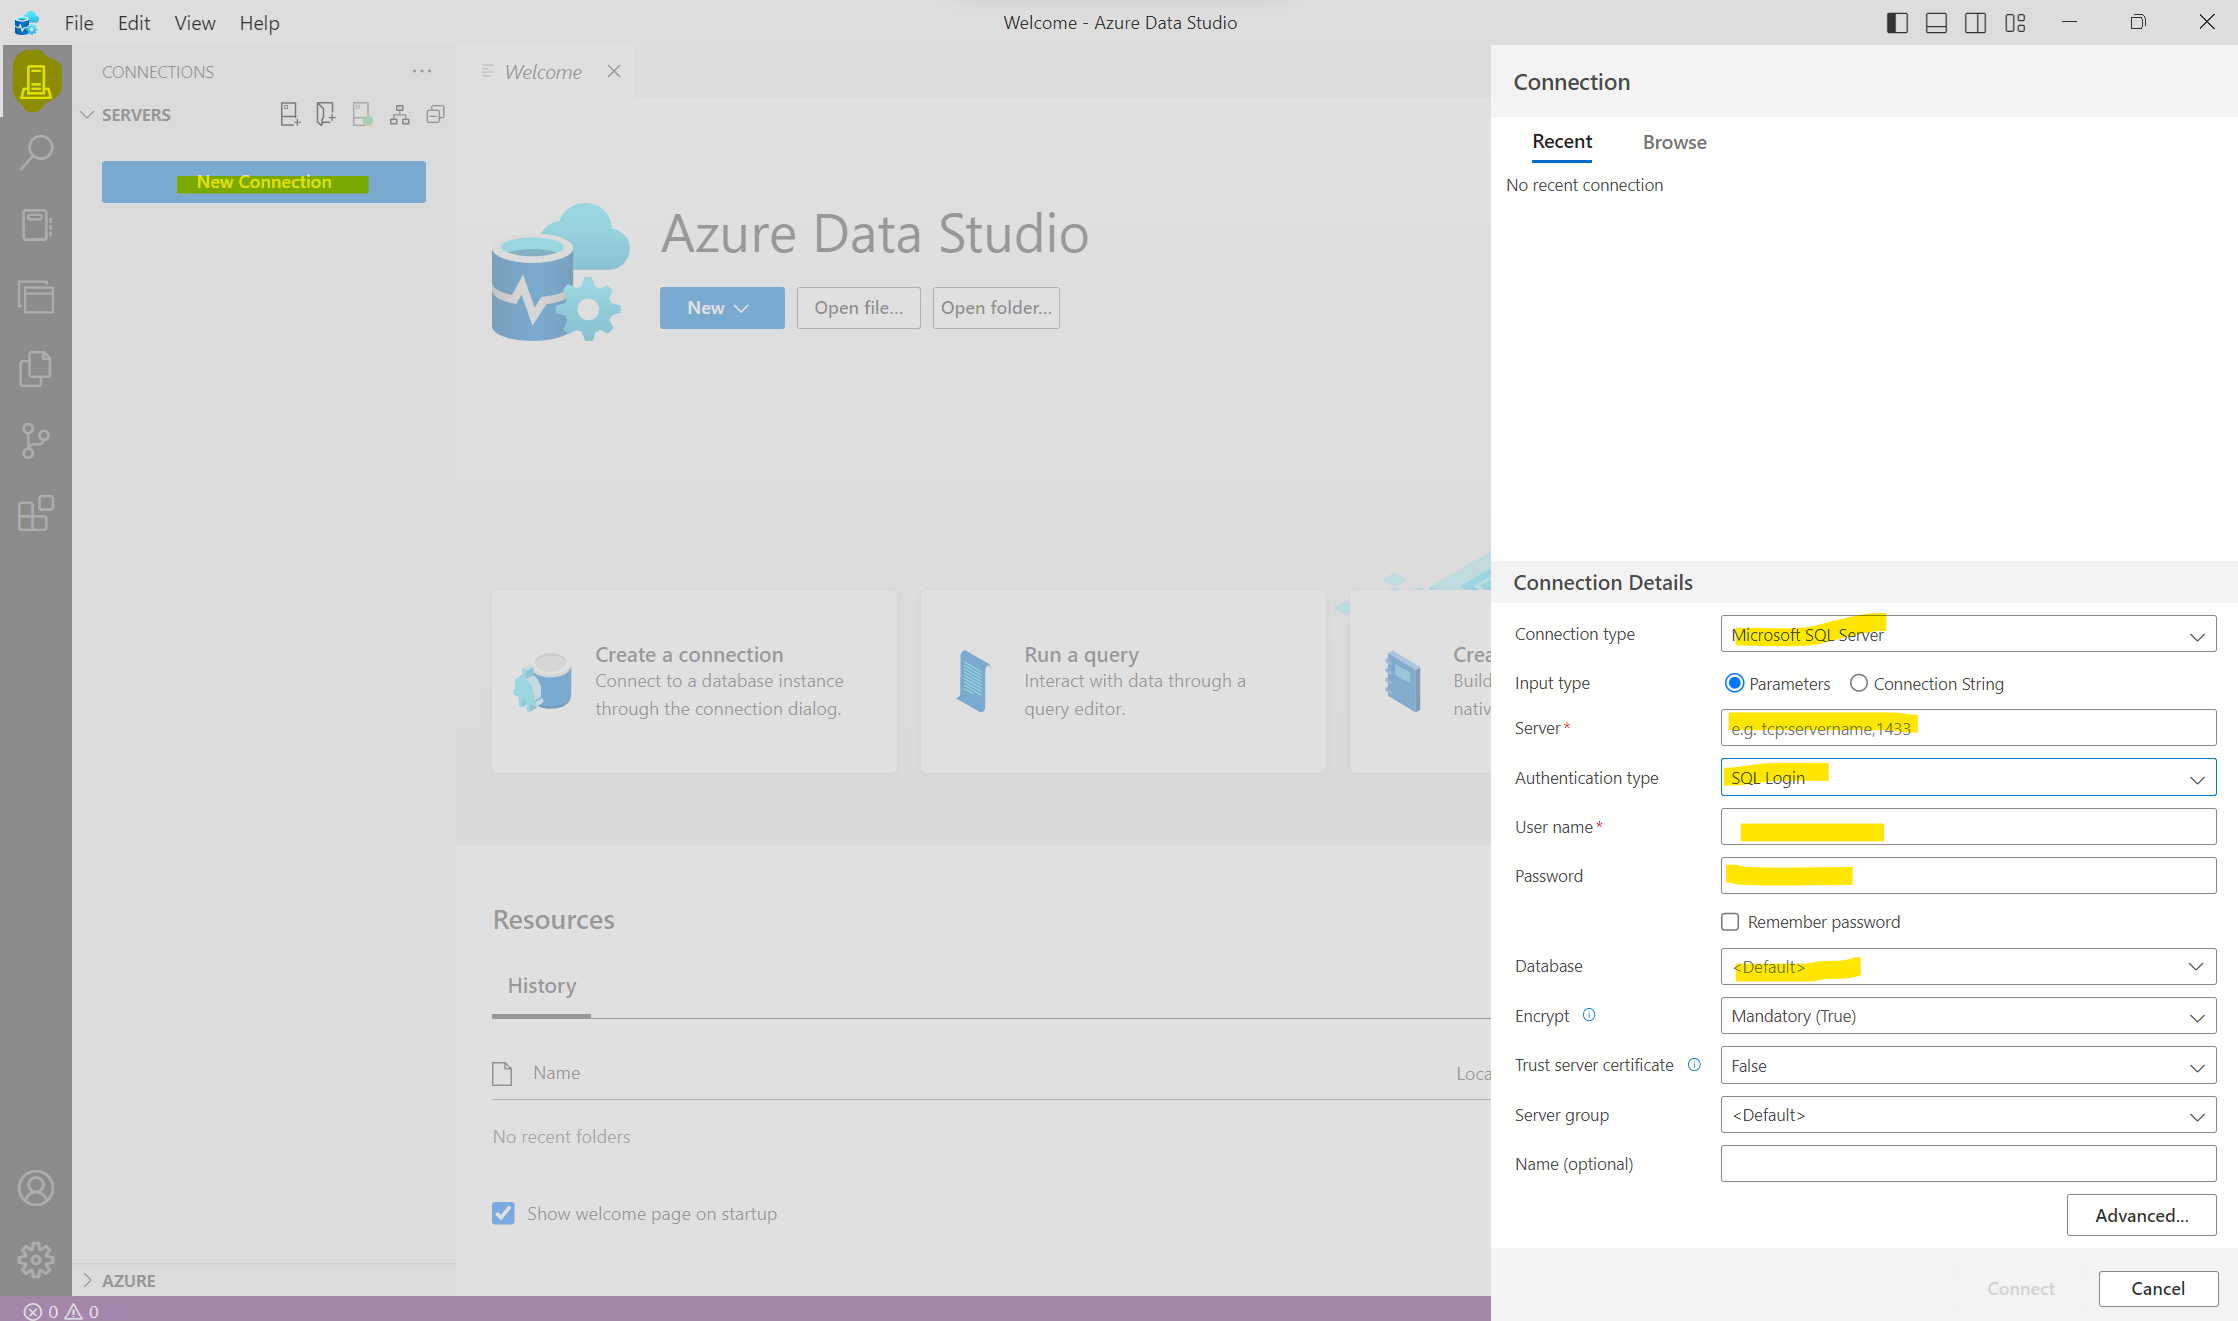 File Edit View Help
Welcome - Azure Data Studio
CONNECTIONS
SERVERS
New Connection
AZURE
0 0
Welcome
Azure Data Studio
New
Open file...
Open folder...
Create a connection
Connect to a database instance
through the connection dialog.
Run a query
Interact with data through a
query editor.
Crea
Build
nativ
Resources
History
Name
Loca
No recent folders
Show welcome page on startup
Connection
Recent
Browse
No recent connection
Connection Details
Connection type
Microsoft SQL Server
Input type
Parameters
Connection String
Server*
e.g. tcp:servername,1433
Authentication type
SQL Login
User name*
Password
Remember password
Database
<Default>
Encrypt
Mandatory (True)
Trust server certificate
False
Server group
<Default>
Name (optional)
Advanced...
Connect
Cancel